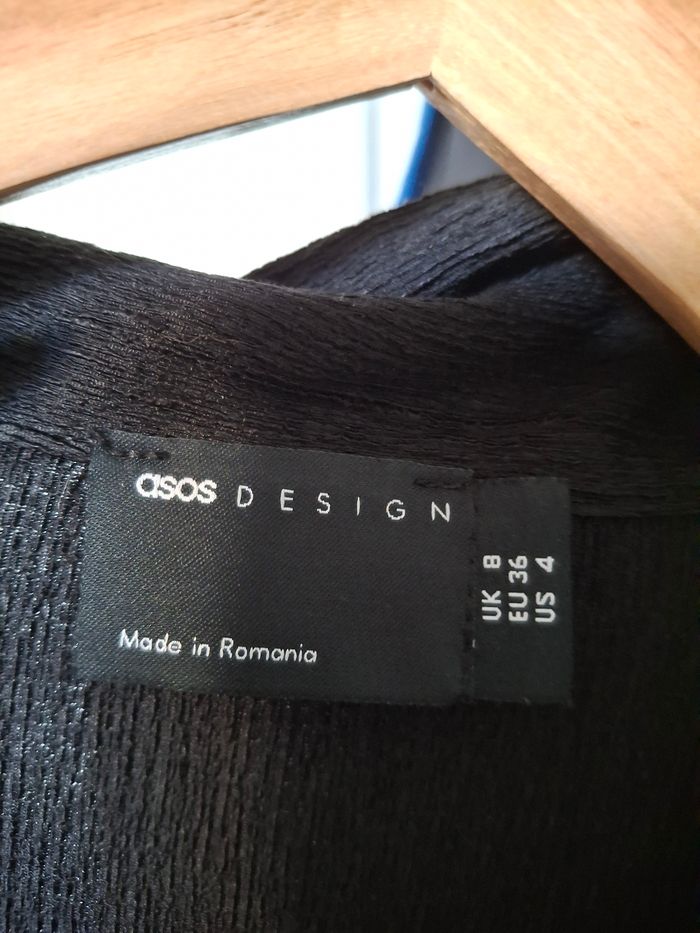 asos DESIGN
Made in Romania
UK 8
EU 36
US 4